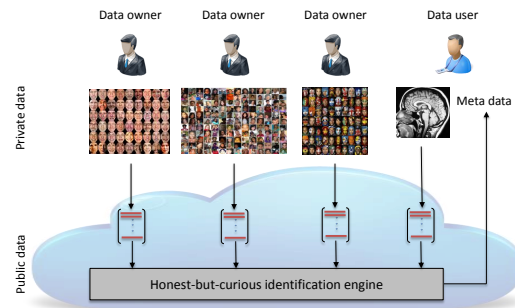 Data owner
Data owner
Data owner
Data user
Private data
Meta data
Public data
Honest-but-curious identification engine